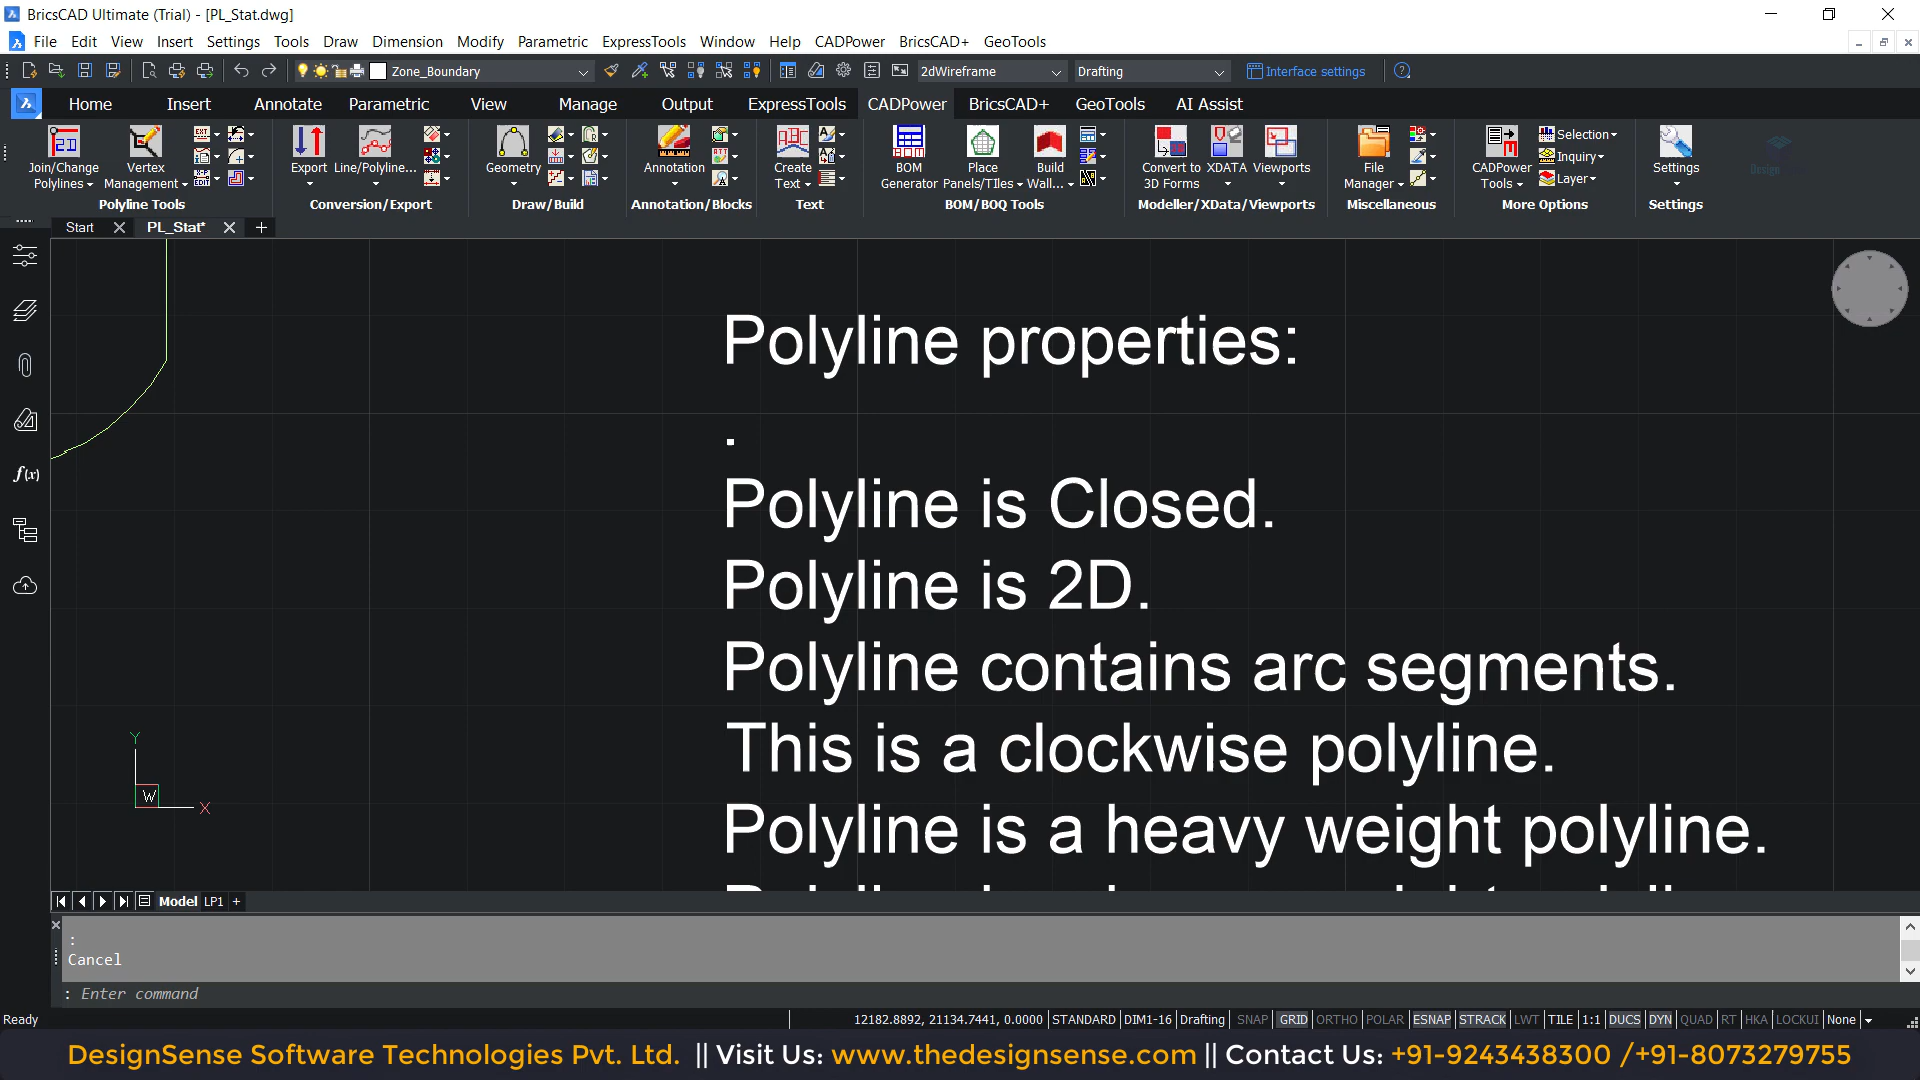 BricsCAD Ultimate (Trial) - [PL_Stat.dwg]
File Edit View Insert Settings Tools Draw Dimension Modify Parametric ExpressTools Window Help CADPower BricsCAD+ GeoTools
Zone_Boundary 2dWireframe Drafting Interface settings
Home Insert Annotate Parametric View Manage Output ExpressTools CADPower BricsCAD+ GeoTools AI Assist
Join/Change Polylines
Vertex Management
Polyline Tools
Export
Line/Polyline...
Conversion/Export
Geometry
Draw/Build
Annotation
Annotation/Blocks
Create Text
Text
BOM Generator
Place Panels/TIles
Build Wall...
BOM/BOQ Tools
Convert to 3D Forms
XDATA
Viewports
Modeller/XData/Viewports
File Manager
Miscellaneous
CADPower Tools
Selection
Inquiry
Layer
More Options
Settings
Settings
Design
Start PL_Stat*
Polyline properties:
.
Polyline is Closed.
Polyline is 2D.
Polyline contains arc segments.
This is a clockwise polyline.
Polyline is a heavy weight polyline.
Y
W
X
Model LP1 +
:
Cancel
: Enter command
Ready 12182.8892, 21134.7441, 0.0000 STANDARD DIM1-16 Drafting SNAP GRID ORTHO POLAR ESNAP STRACK LWT TILE 1:1 DUCS DYN QUAD RT HKA LOCKUI None
DesignSense Software Technologies Pvt. Ltd. || Visit Us: www.thedesignsense.com || Contact Us: +91-9243438300 /+91-8073279755